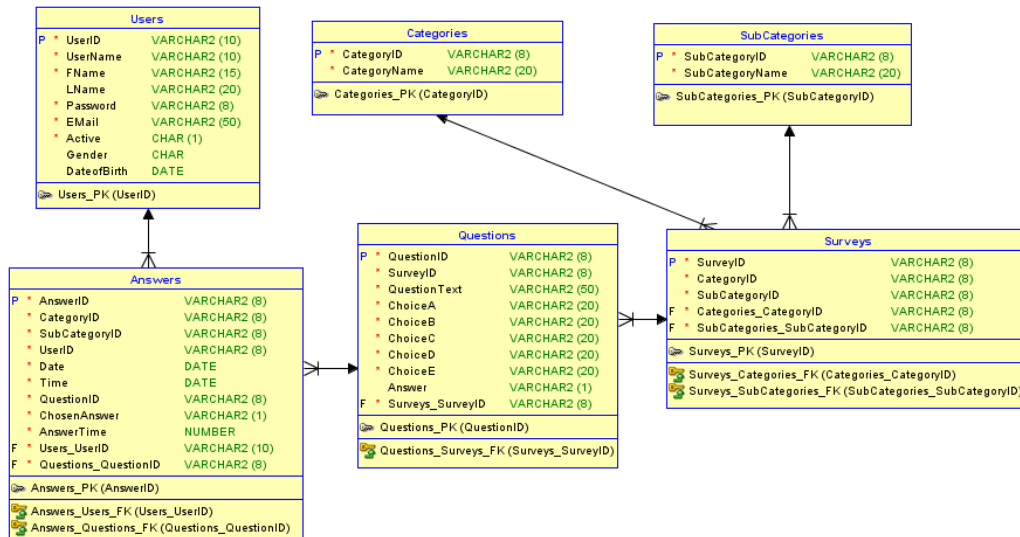 Users
P * UserID VARCHAR2 (10)
* UserName VARCHAR2 (10)
* FName VARCHAR2 (15)
LName VARCHAR2 (20)
* Password VARCHAR2 (8)
* EMail VARCHAR2 (50)
* Active CHAR (1)
Gender CHAR
DateofBirth DATE
Users_PK (UserID)
Categories
P * CategoryID VARCHAR2 (8)
* CategoryName VARCHAR2 (20)
Categories_PK (CategoryID)
SubCategories
P * SubCategoryID VARCHAR2 (8)
* SubCategoryName VARCHAR2 (20)
SubCategories_PK (SubCategoryID)
Answers
P * AnswerID VARCHAR2 (8)
* CategoryID VARCHAR2 (8)
* SubCategoryID VARCHAR2 (8)
* UserID VARCHAR2 (8)
* Date DATE
* Time DATE
* QuestionID VARCHAR2 (8)
* ChosenAnswer VARCHAR2 (1)
* AnswerTime NUMBER
F * Users_UserID VARCHAR2 (10)
F * Questions_QuestionID VARCHAR2 (8)
Answers_PK (AnswerID)
Answers_Users_FK (Users_UserID)
Answers_Questions_FK (Questions_QuestionID)
Questions
P * QuestionID VARCHAR2 (8)
* SurveyID VARCHAR2 (8)
* QuestionText VARCHAR2 (50)
* ChoiceA VARCHAR2 (20)
* ChoiceB VARCHAR2 (20)
* ChoiceC VARCHAR2 (20)
* ChoiceD VARCHAR2 (20)
* ChoiceE VARCHAR2 (20)
Answer VARCHAR2 (1)
F * Surveys_SurveyID VARCHAR2 (8)
Questions_PK (QuestionID)
Questions_Surveys_FK (Surveys_SurveyID)
Surveys
P * SurveyID VARCHAR2 (8)
* CategoryID VARCHAR2 (8)
* SubCategoryID VARCHAR2 (8)
F * Categories_CategoryID VARCHAR2 (8)
F * SubCategories_SubCategoryID VARCHAR2 (8)
Surveys_PK (SurveyID)
Surveys_Categories_FK (Categories_CategoryID)
Surveys_SubCategories_FK (SubCategories_SubCategoryID)